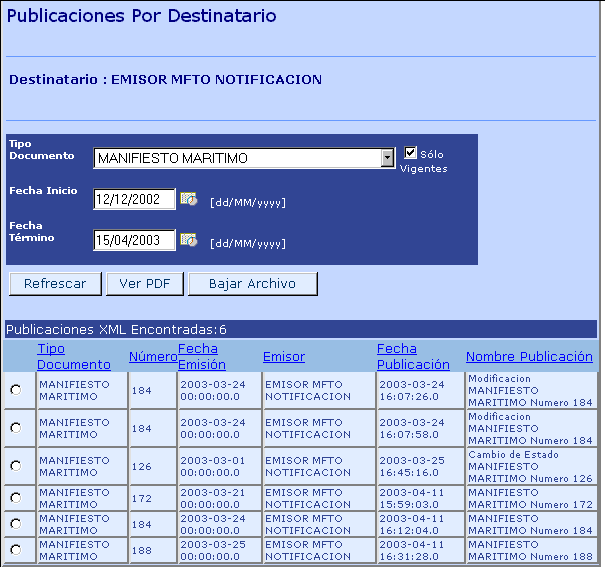 Publicaciones Por Destinatario
Destinatario : EMISOR MFTO NOTIFICACION
Tipo
Documento
MANIFIESTO MARITIMO
Sólo
Vigentes
Fecha Inicio
12/12/2002
[dd/MM/yyyy]
Fecha
Término
15/04/2003
[dd/MM/yyyy]
Refrescar
Ver PDF
Bajar Archivo
Publicaciones XML Encontradas:6
Tipo
Documento
Número
Fecha
Emisión
Emisor
Fecha
Publicación
Nombre Publicación
MANIFIESTO
MARITIMO
184
2003-03-24
00:00:00.0
EMISOR MFTO
NOTIFICACION
2003-03-24
16:07:26.0
Modificacion
MANIFIESTO
MARITIMO Numero 184
MANIFIESTO
MARITIMO
184
2003-03-24
00:00:00.0
EMISOR MFTO
NOTIFICACION
2003-03-24
16:07:58.0
Modificacion
MANIFIESTO
MARITIMO Numero 184
MANIFIESTO
MARITIMO
126
2003-03-01
00:00:00.0
EMISOR MFTO
NOTIFICACION
2003-03-25
16:45:16.0
Cambio de Estado
MANIFIESTO
MARITIMO Numero 126
MANIFIESTO
MARITIMO
172
2003-03-21
00:00:00.0
EMISOR MFTO
NOTIFICACION
2003-04-11
15:59:03.0
MANIFIESTO
MARITIMO Numero 172
MANIFIESTO
MARITIMO
184
2003-03-24
00:00:00.0
EMISOR MFTO
NOTIFICACION
2003-04-11
16:12:04.0
MANIFIESTO
MARITIMO Numero 184
MANIFIESTO
MARITIMO
188
2003-03-25
00:00:00.0
EMISOR MFTO
NOTIFICACION
2003-04-11
16:31:28.0
MANIFIESTO
MARITIMO Numero 188